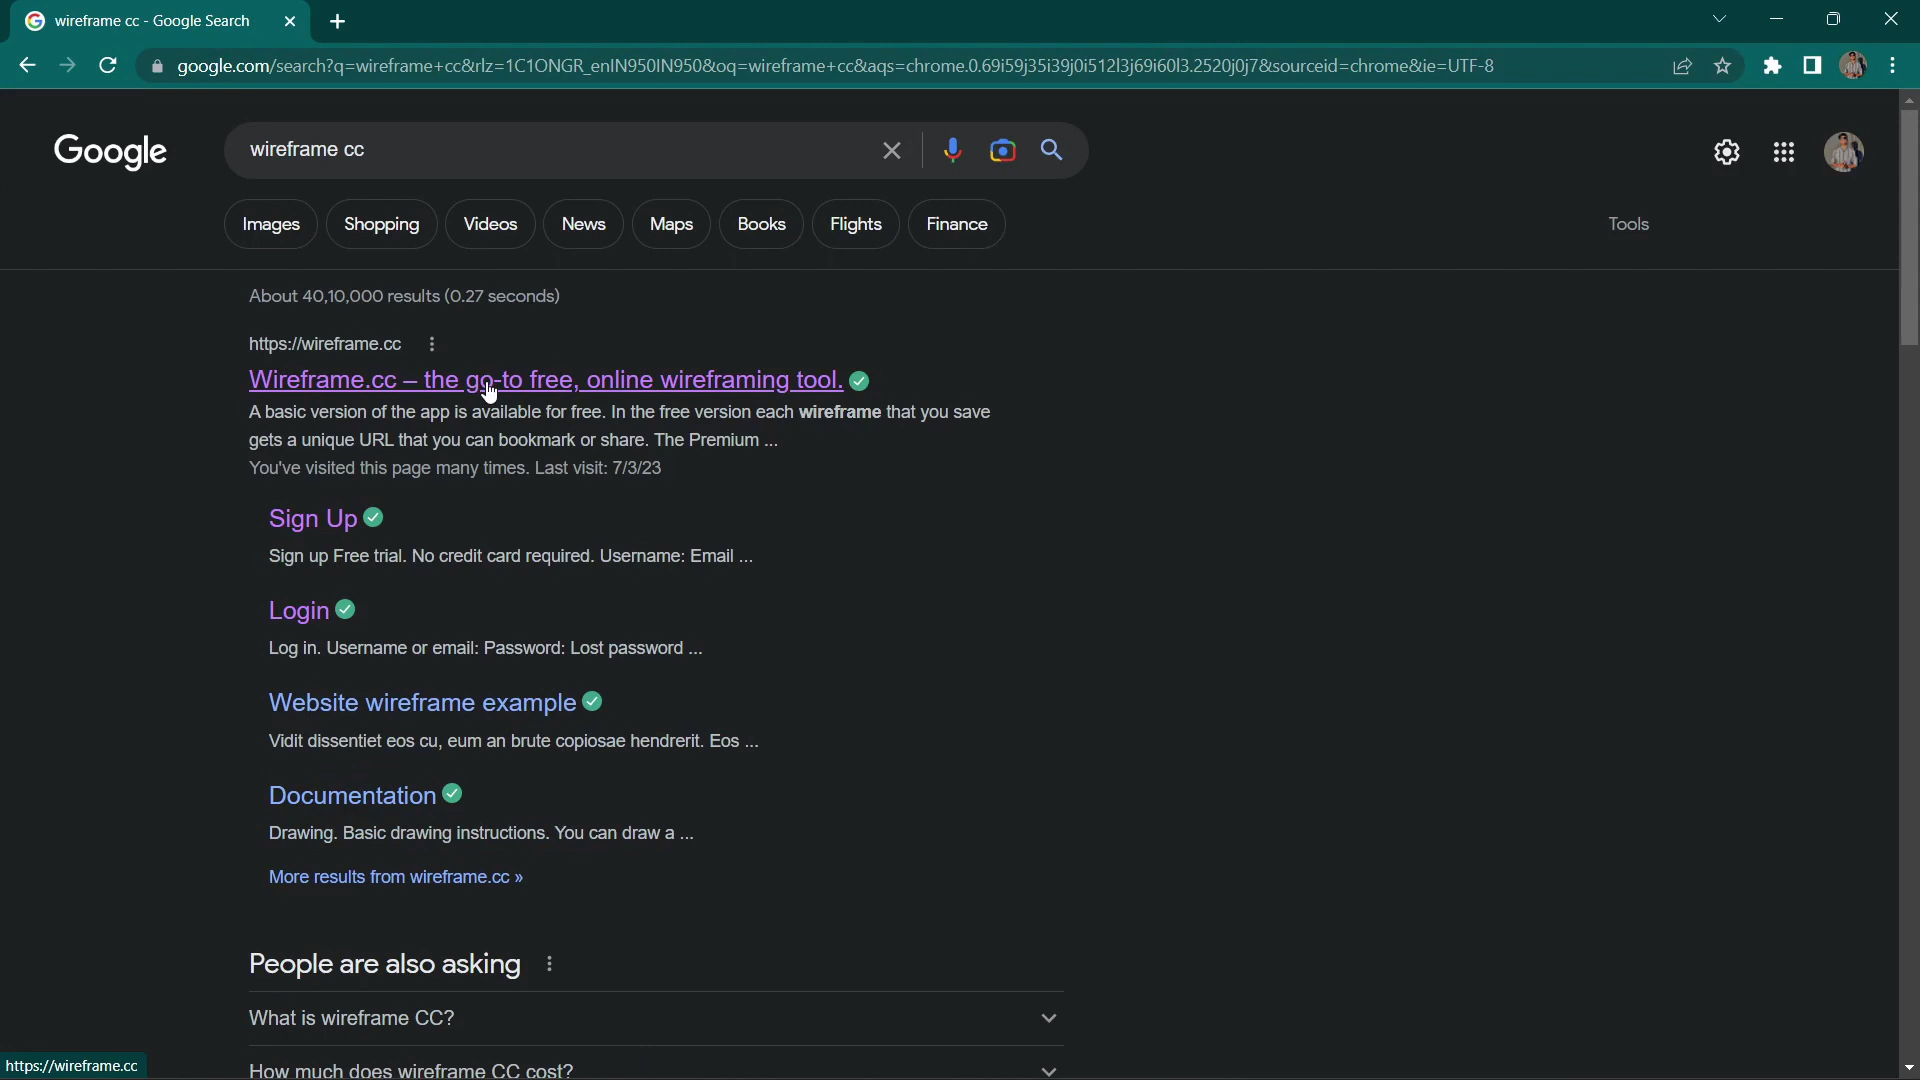 wireframe cc - Google Search
google.com/search?q=wireframe+cc&rlz=1C1ONGR_enIN950IN950&oq=wireframe+cc&aqs=chrome.0.69i59j35i39j0i512l3j69i60l3.2520j0j7&sourceid=chrome&ie=UTF-8
Google
wireframe cc
Images
Shopping
Videos
News
Maps
Books
Flights
Finance
Tools
About 40,10,000 results (0.27 seconds)
https://wireframe.cc
Wireframe.cc – the go-to free, online wireframing tool.
A basic version of the app is available for free. In the free version each wireframe that you save
gets a unique URL that you can bookmark or share. The Premium ...
You've visited this page many times. Last visit: 7/3/23
Sign Up
Sign up Free trial. No credit card required. Username: Email ...
Login
Log in. Username or email: Password: Lost password ...
Website wireframe example
Vidit dissentiet eos cu, eum an brute copiosae hendrerit. Eos ...
Documentation
Drawing. Basic drawing instructions. You can draw a ...
More results from wireframe.cc »
People are also asking
What is wireframe CC?
How much does wireframe CC cost?
https://wireframe.cc